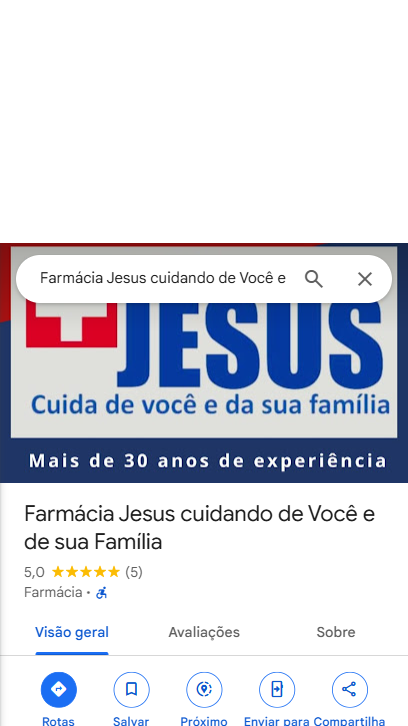 Farmácia Jesus cuidando de Você e
JESUS
Cuida de você e da sua família
Mais de 30 anos de experiência
Farmácia Jesus cuidando de Você e
de sua Família
5,0 ★★★★★ (5)
Farmácia •
Visão geral Avaliações Sobre
Rotas Salvar Próximo Enviar para Compartilha